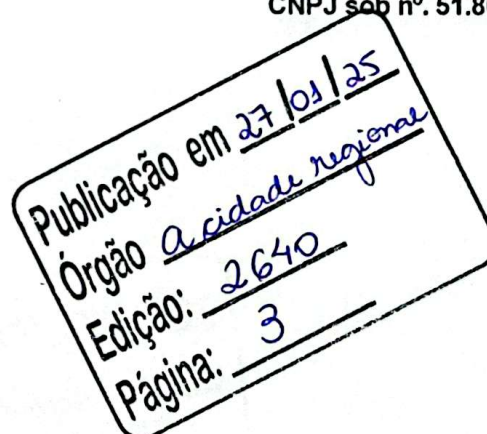 CNPJ sob nº. 51.8
Publicação em 27/01/25
Órgão A cidade regional
Edição: 2640
Página: 3